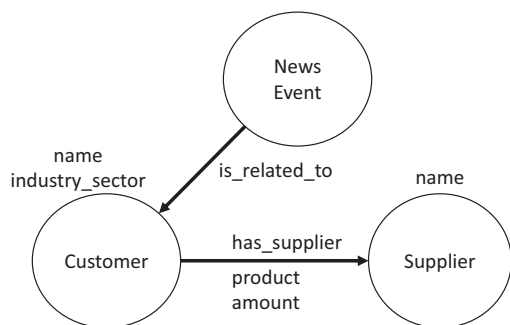 News
Event
name
industry_sector
is_related_to
name
Customer
has_supplier
product
amount
Supplier